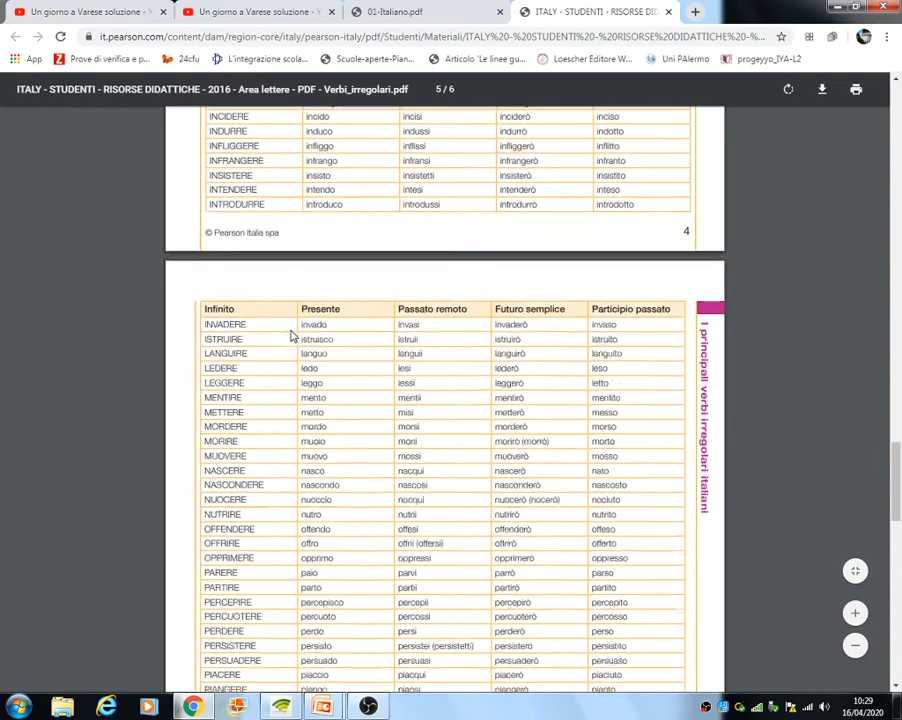 Un giorno a Varese soluzione - Y
Un giorno a Varese soluzione - Y
01-Italiano.pdf
ITALY - STUDENTI - RISORSE DID
it.pearson.com/content/dam/region-core/italy/pearson-italy/pdf/Studenti/Materiali/ITALY%20-%20STUDENTI%20-%20RISORSE%20DIDATTICHE%20-%...
App
Prove di verifica e p...
24cfu
L'integrazione scola...
Scuole-aperte-Pian...
Articolo 'Le linee gu...
Loescher Editore We...
Uni PAlermo
progeyyo_IYA-L2
ITALY - STUDENTI - RISORSE DIDATTICHE - 2016 - Area lettere - PDF - Verbi_irregolari.pdf
5 / 6
INCIDERE incido incisi inciderò inciso
INDURRE induco indussi indurrò indotto
INFLIGGERE infliggo inflissi infliggerò inflitto
INFRANGERE infrango infransi infrangerò infranto
INSISTERE insisto insistetti insisterò insistito
INTENDERE intendo intesi intenderò inteso
INTRODURRE introduco introdussi introdurrò introdotto
© Pearson Italia spa
4
Infinito Presente Passato remoto Futuro semplice Participio passato
INVADERE invado invasi invaderò invaso
ISTRUIRE istruisco istruii istruirò istruito
LANGUIRE languo languii languirò languito
LEDERE ledo lesi lederò leso
LEGGERE leggo lessi leggerò letto
MENTIRE mento mentii mentirò mentito
METTERE metto misi metterò messo
MORDERE mordo morsi morderò morso
MORIRE muoio morii morirò (morrò) morto
MUOVERE muovo mossi muoverò mosso
NASCERE nasco nacqui nascerò nato
NASCONDERE nascondo nascosi nasconderò nascosto
NUOCERE nuoccio nocqui nuocerò (nocerò) nociuto
NUTRIRE nutro nutrii nutrirò nutrito
OFFENDERE offendo offesi offenderò offeso
OFFRIRE offro offrii (offersi) offrirò offerto
OPPRIMERE opprimo oppressi opprimerò oppresso
PARERE paio parvi parrò parso
PARTIRE parto partii partirò partito
PERCEPIRE percepisco percepii percepirò percepito
PERCUOTERE percuoto percossi percuoterò percosso
PERDERE perdo persi perderò perso
PERSISTERE persisto persistei (persistetti) persisterò persistito
PERSUADERE persuado persuasi persuaderò persuaso
PIACERE piaccio piacqui piacerò piaciuto
PIANGERE piango piansi piangerò pianto
I principali verbi irregolari italiani
10:29
16/04/2020